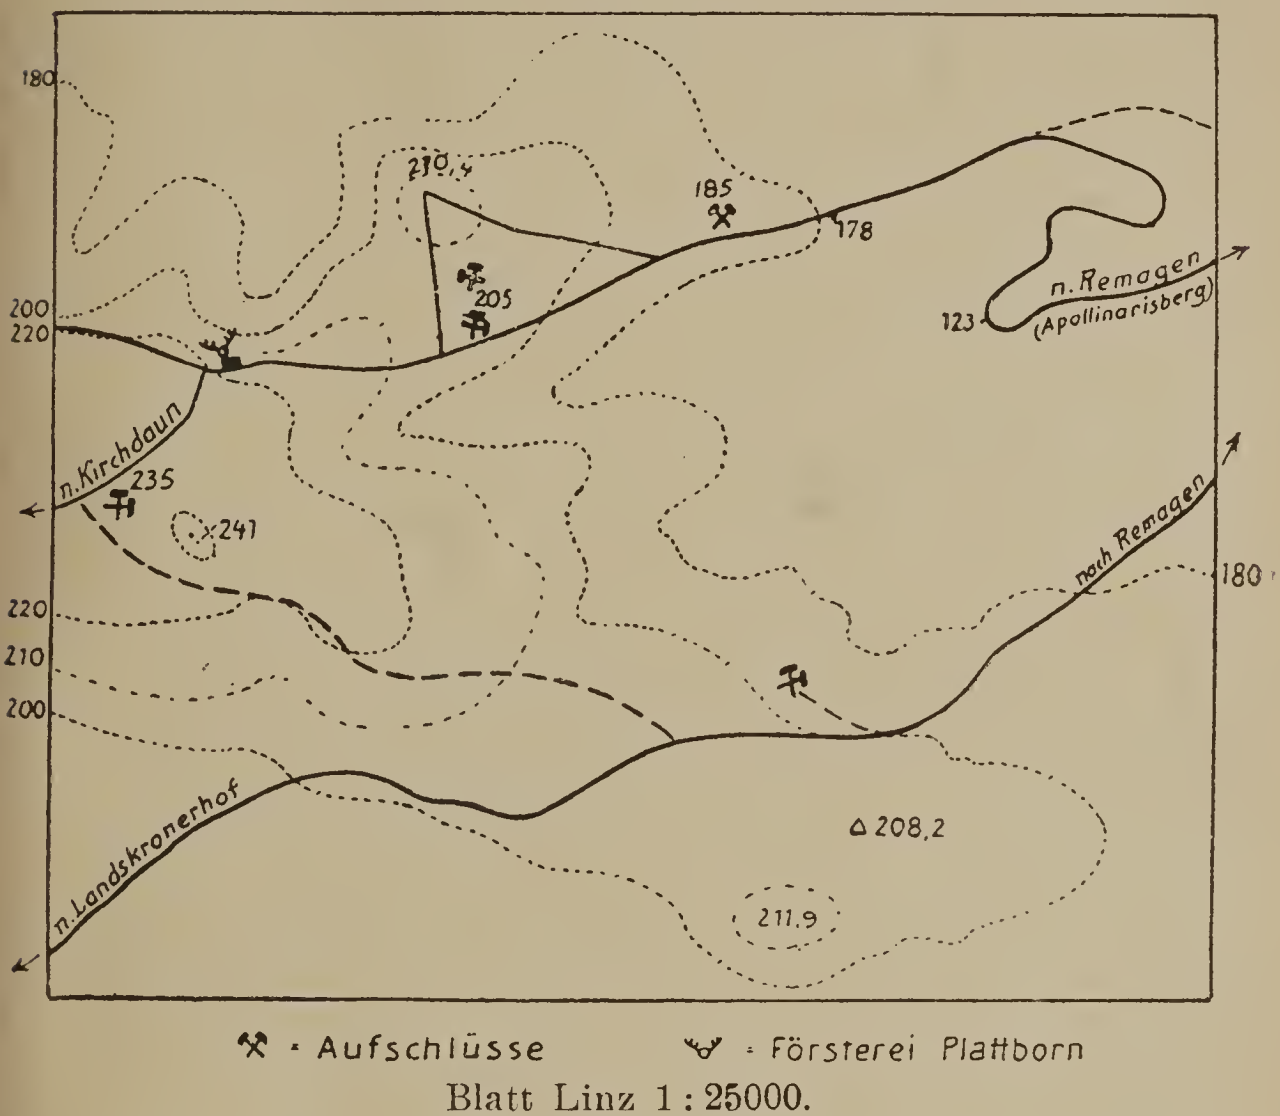 180
210,4
185
178
n. Remagen
(Apollinarisberg)
123
205
200
220
n. Kirchdaun
235
241
nach Remagen
180
220
210
200
n. Landskronerhof
208,2
211,9
= Aufschlüsse
= Försterei Plattborn
Blatt Linz 1 : 25000.